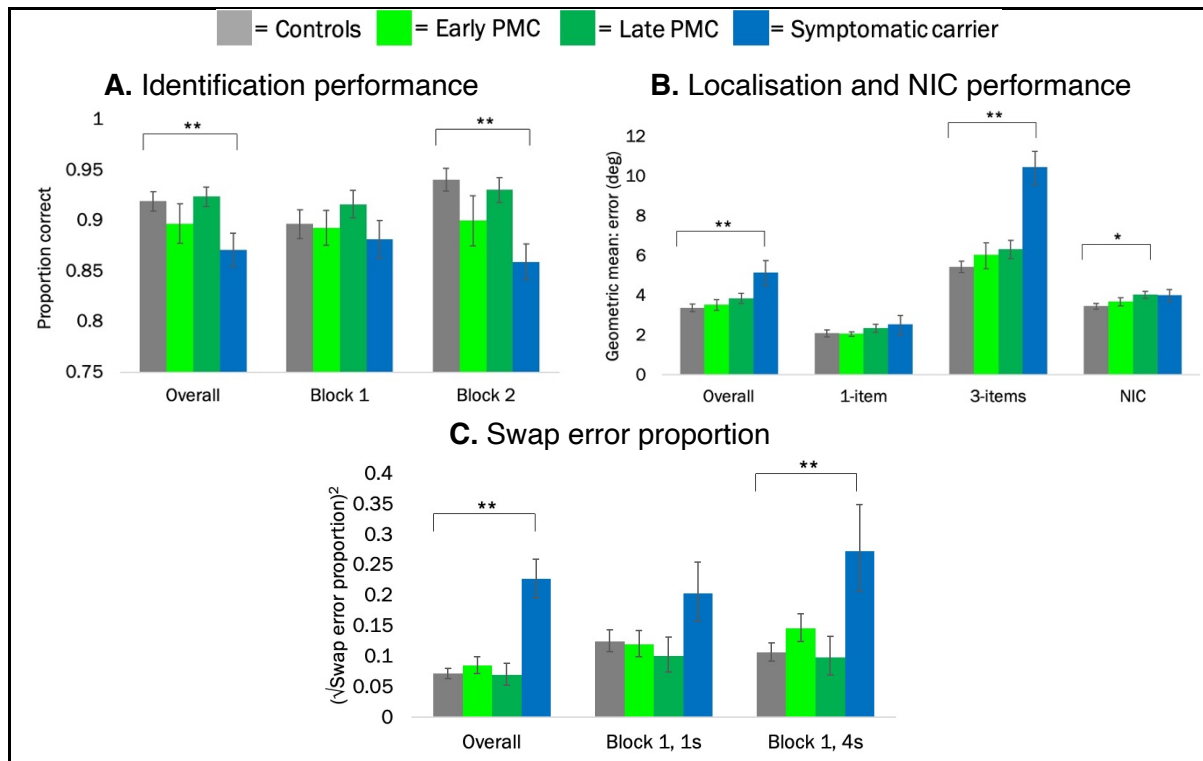 = Controls = Early PMC = Late PMC = Symptomatic carrier
A. Identification performance
Proportion correct
1
0.95
0.9
0.85
0.8
0.75
**
**
Overall Block 1 Block 2
B. Localisation and NIC performance
Geometric mean: error (deg)
12
10
8
6
4
2
0
**
**
*
Overall 1-item 3-items NIC
C. Swap error proportion
(√Swap error proportion)²
0.4
0.35
0.3
0.25
0.2
0.15
0.1
0.05
0
**
**
Overall Block 1, 1s Block 1, 4s